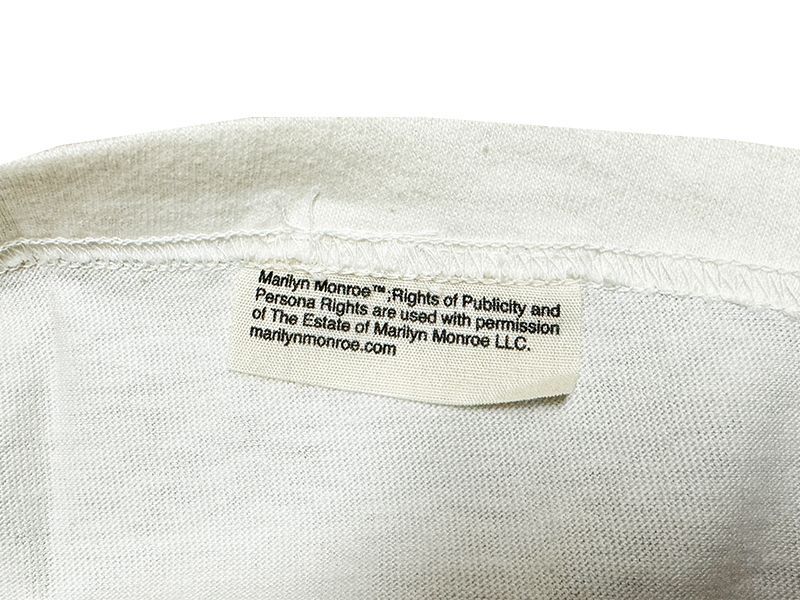 Marilyn Monroe™;Rights of Publicity and
Persona Rights are used with permission
of The Estate of Marilyn Monroe LLC.
marilynmonroe.com